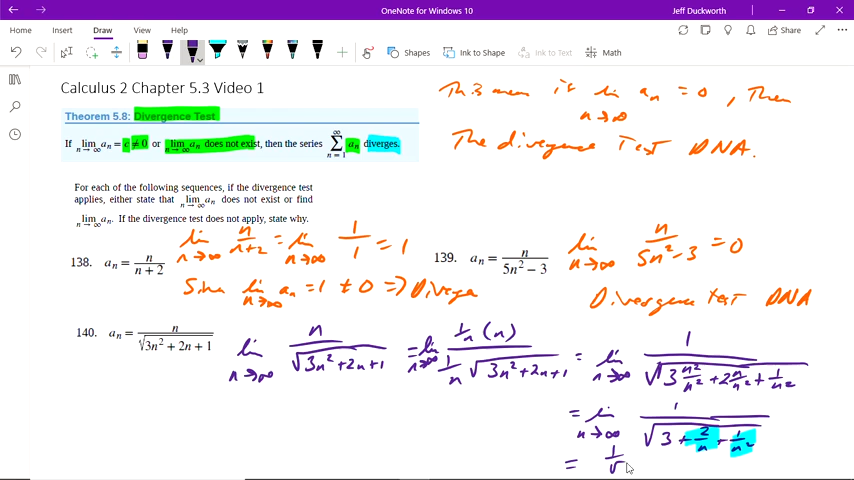 OneNote for Windows 10
Jeff Duckworth
Home Insert Draw View Help
Share
Shapes Ink to Shape Ink to Text Math
Calculus 2 Chapter 5.3 Video 1
Theorem 5.8: Divergence Test
If lim n→∞ aₙ = c ≠ 0 or lim n→∞ aₙ does not exist, then the series ∑ n=1 ∞ aₙ diverges.
This mean if lim n→∞ aₙ = 0, Then
The divergence Test DNA.
For each of the following sequences, if the divergence test
applies, either state that lim n→∞ aₙ does not exist or find
lim n→∞ aₙ. If the divergence test does not apply, state why.
138. aₙ = n/(n + 2) lim n→∞ n/(n+2) = lim n→∞ 1/1 = 1
Since lim n→∞ aₙ = 1 ≠ 0 => Diverge
139. aₙ = n/(5n² − 3) lim n→∞ n/(5n²-3) = 0
Divergence test DNA
140. aₙ = n/√(3n² + 2n + 1) lim n→∞ n/√(3n²+2n+1) = lim n→∞ (1/n (n))/(1/n √(3n²+2n+1)) = lim n→∞ 1/√(3 n²/n² + 2 n/n² + 1/n²)
= lim n→∞ 1/√(3 + 2/n + 1/n²)
= 1/√